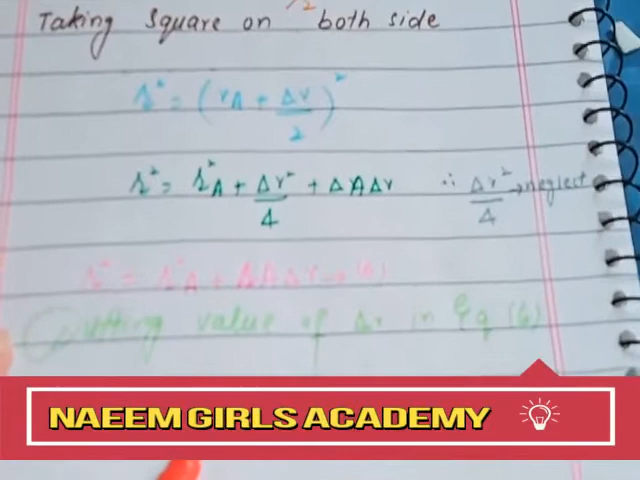 Taking square on both side
r² = (rA + Δr/2)²
r² = r²A + Δr²/4 + ΔAΔr ∴ Δr²/4 → neglect
r² = r²A + ΔAΔr → (6)
Putting value of Δr in Eq (6)
NAEEM GIRLS ACADEMY